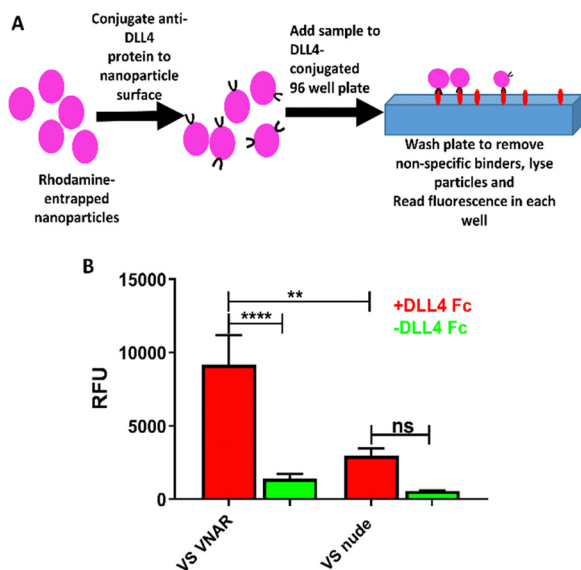 A
Conjugate anti-
DLL4
protein to
nanoparticle
surface
Add sample to
DLL4-
conjugated
96 well plate
Rhodamine-
entrapped
nanoparticles
Wash plate to remove
non-specific binders, lyse
particles and
Read fluorescence in each
well
B
15000
10000
5000
0
RFU
**
****
ns
+DLL4 Fc
-DLL4 Fc
VS VNAR
VS nude